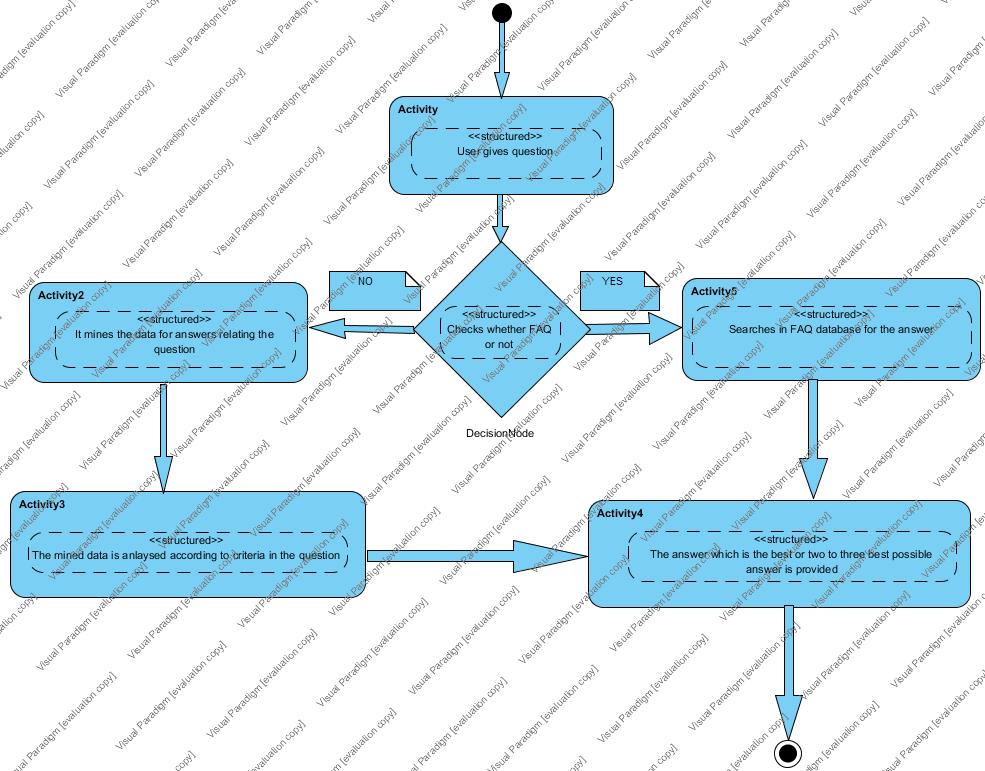 Activity
<<structured>>
User gives question
NO
YES
Activity2
<<structured>>
It mines the data for answers relating the
question
<<structured>>
Checks whether FAQ
or not
Activity5
<<structured>>
Searches in FAQ database for the answer
DecisionNode
Activity3
<<structured>>
The mined data is anlaysed according to criteria in the question
Activity4
<<structured>>
The answer which is the best or two to three best possible
answer is provided
Visual Paradigm [evaluation copy]